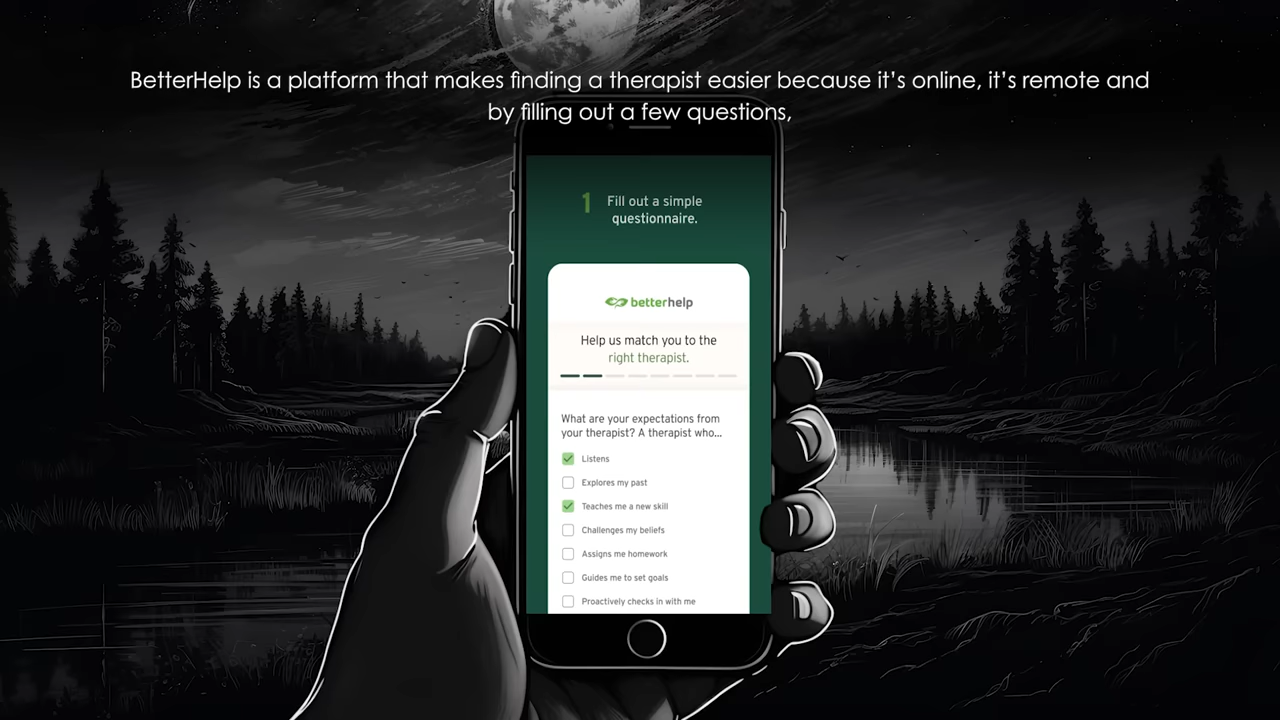 BetterHelp is a platform that makes finding a therapist easier because it's online, it's remote and
by filling out a few questions,
1 Fill out a simple
questionnaire.
betterhelp
Help us match you to the
right therapist.
What are your expectations from
your therapist? A therapist who...
Listens
Explores my past
Teaches me a new skill
Challenges my beliefs
Assigns me homework
Guides me to set goals
Proactively checks in with me